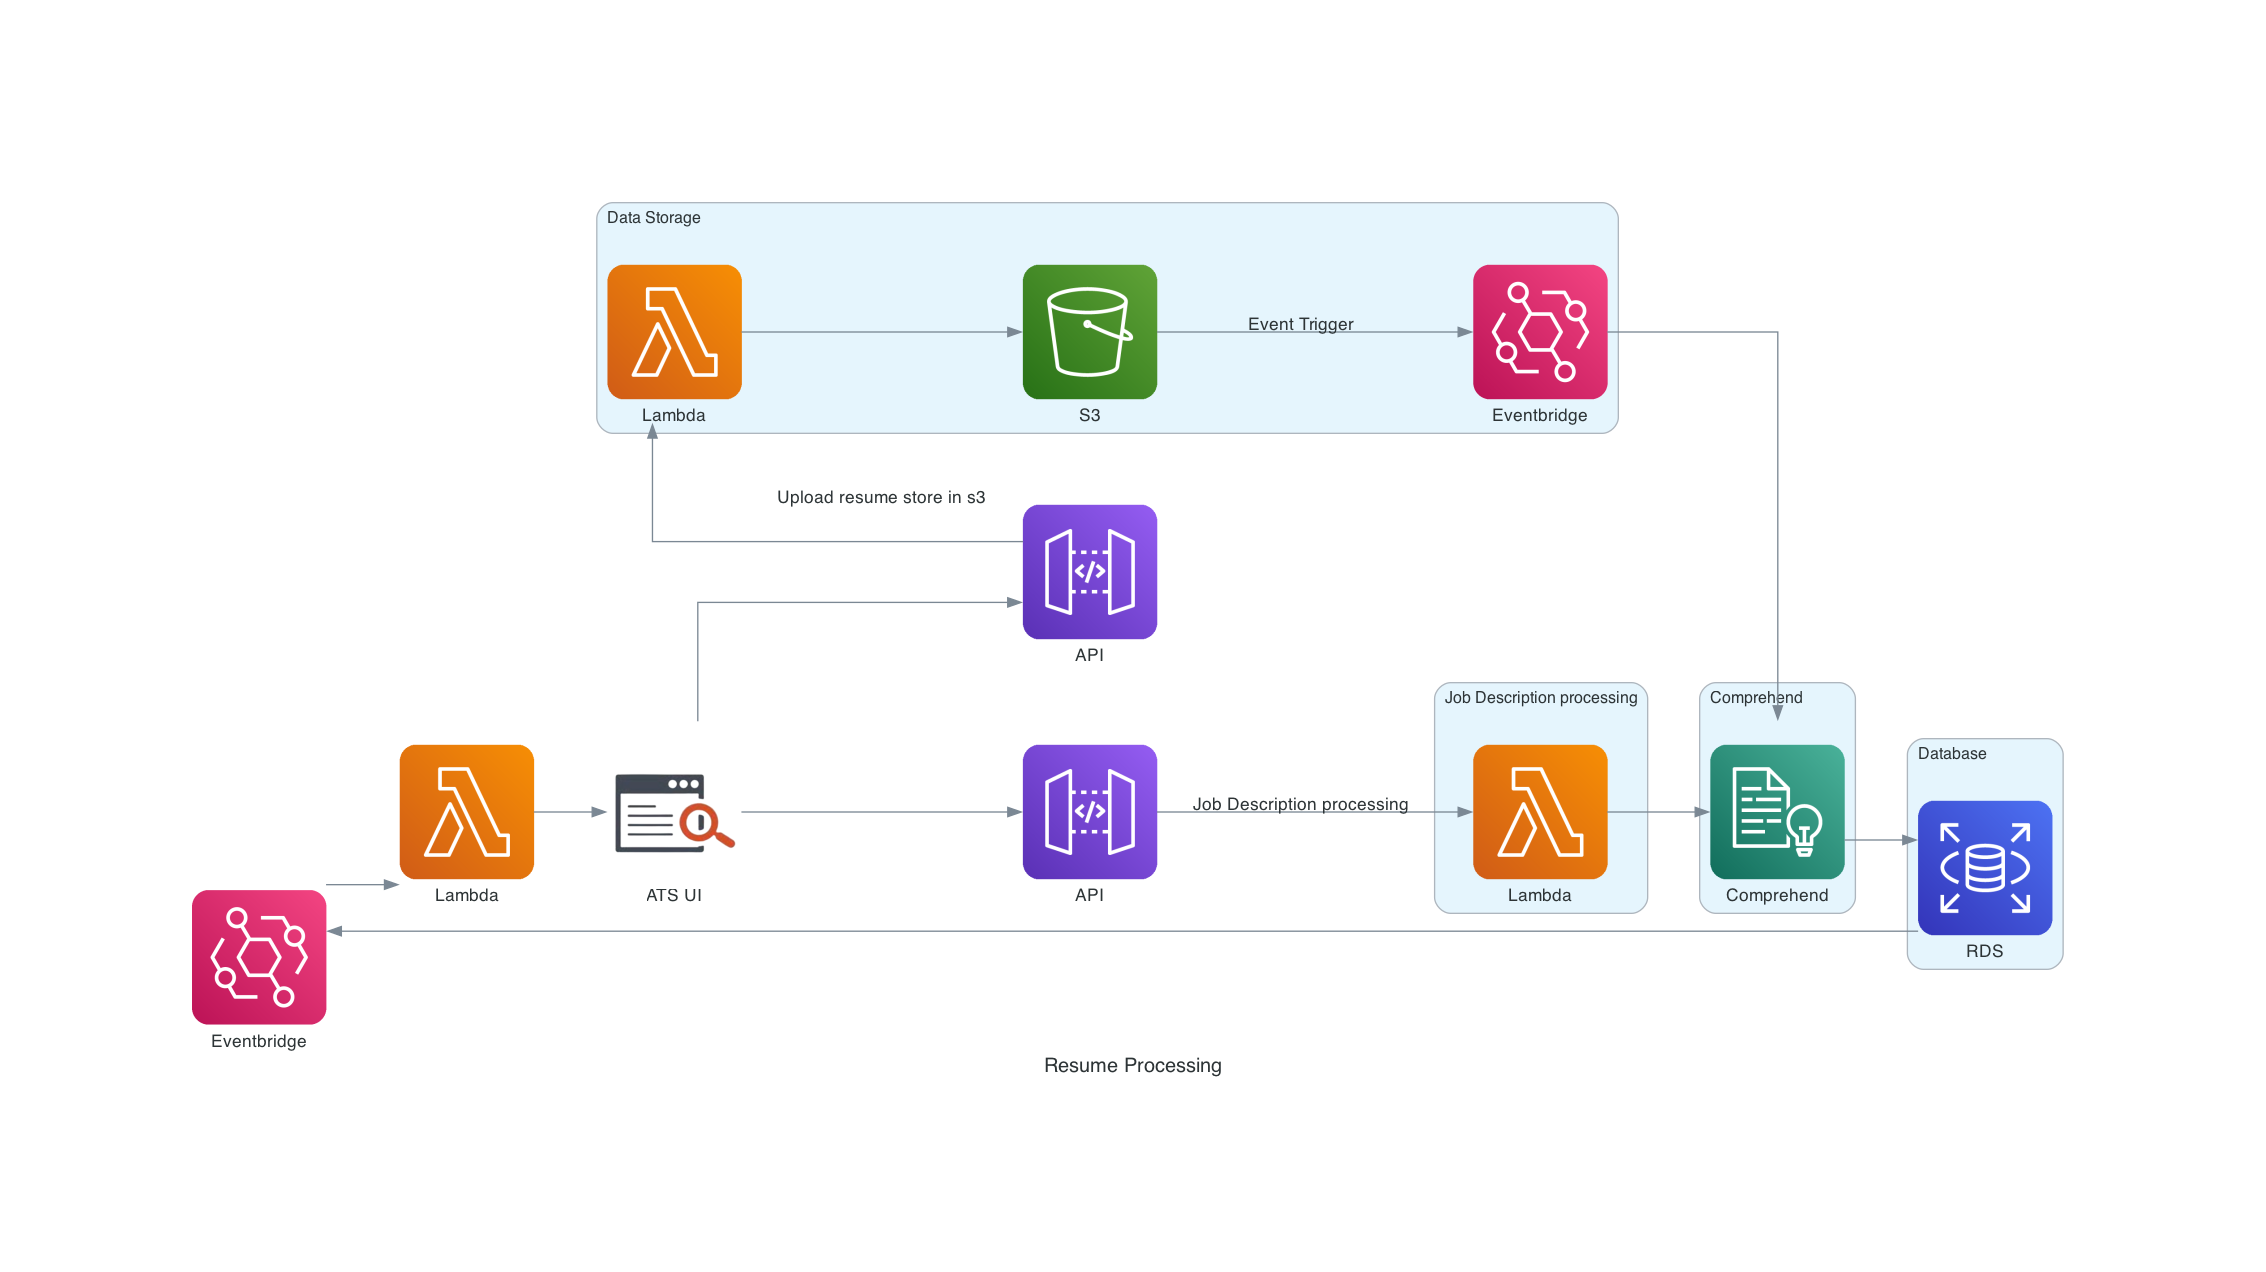 Data Storage
Lambda
S3
Event Trigger
Eventbridge
Upload resume store in s3
API
Lambda
ATS UI
API
Job Description processing
Job Description processing
Lambda
Comprehend
Comprehend
Database
RDS
Eventbridge
Resume Processing